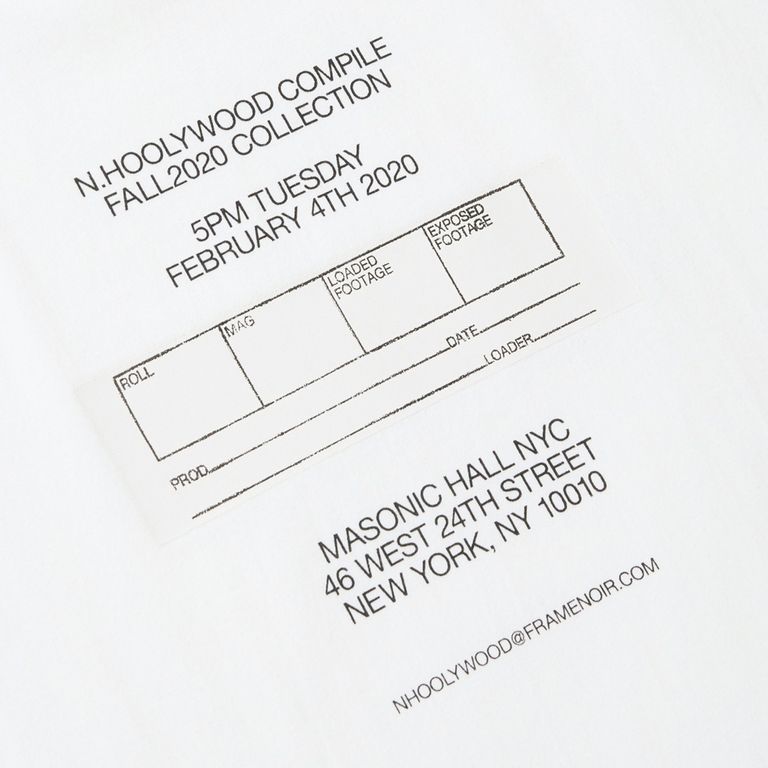 N.HOOLYWOOD COMPILE
FALL2020 COLLECTION
5PM TUESDAY
FEBRUARY 4TH 2020
ROLL
MAG
LOADED
FOOTAGE
EXPOSED
FOOTAGE
PROD.
DATE
LOADER
MASONIC HALL NYC
46 WEST 24TH STREET
NEW YORK, NY 10010
NHOOLYWOOD@FRAMENOIR.COM